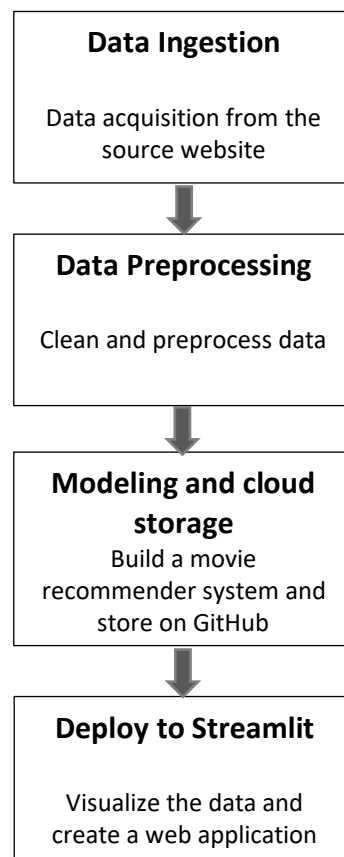 Data Ingestion
Data acquisition from the
source website
Data Preprocessing
Clean and preprocess data
Modeling and cloud
storage
Build a movie
recommender system and
store on GitHub
Deploy to Streamlit
Visualize the data and
create a web application